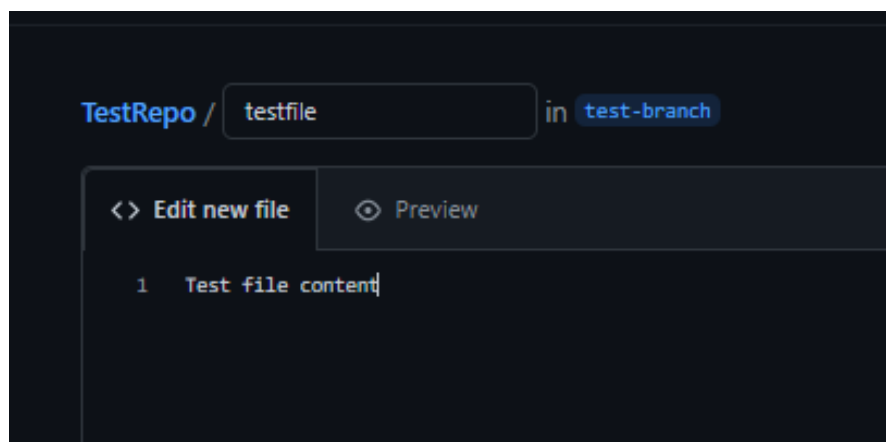 TestRepo / testfile in test-branch
<> Edit new file Preview
1 Test file content